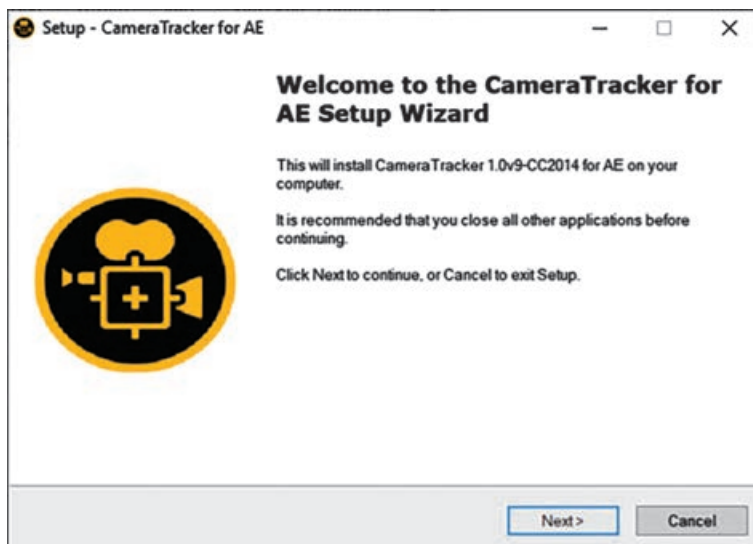 Setup - CameraTracker for AE
Welcome to the CameraTracker for
AE Setup Wizard
This will install CameraTracker 1.0v9-CC2014 for AE on your
computer.
It is recommended that you close all other applications before
continuing.
Click Next to continue, or Cancel to exit Setup.
Next > Cancel